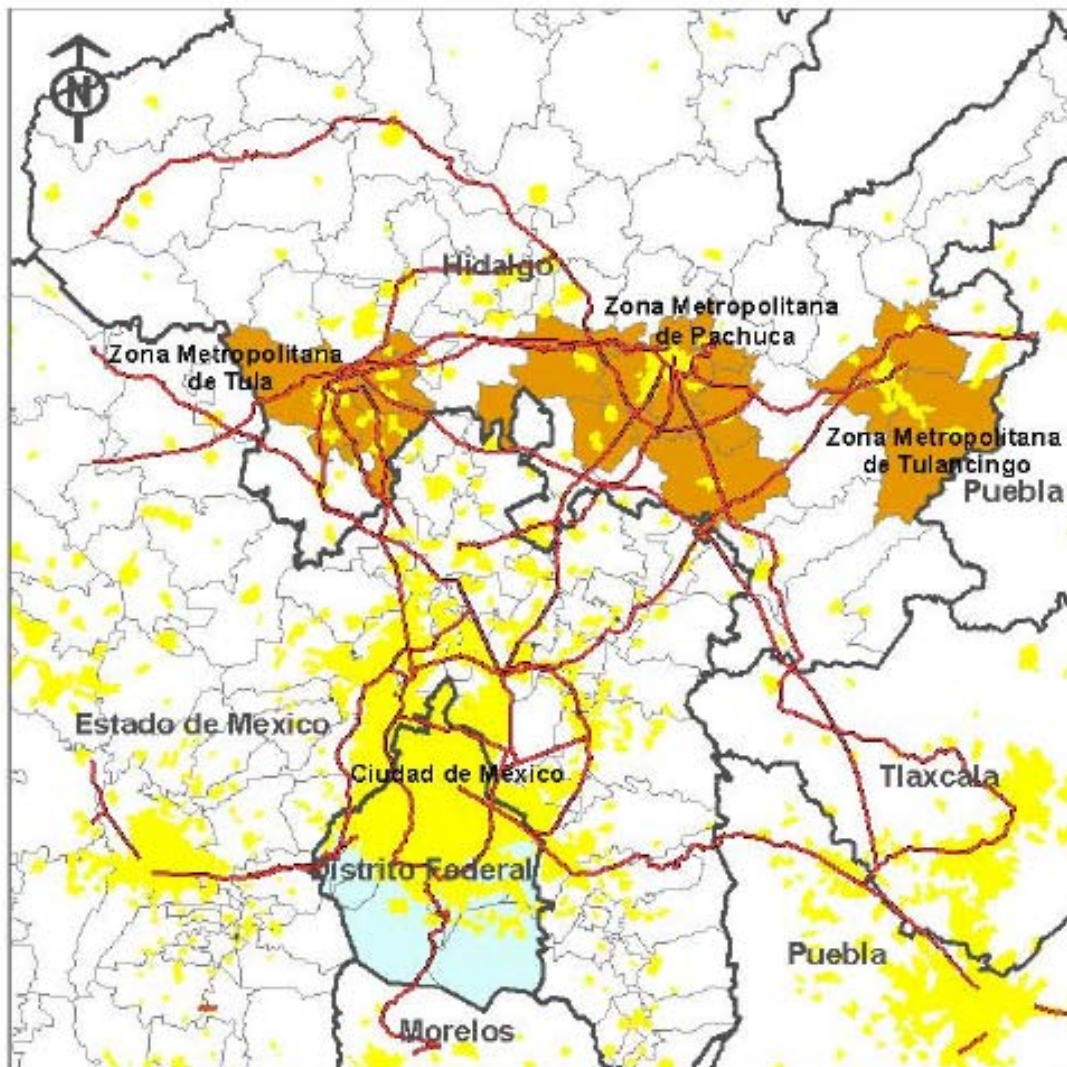 N
Hidalgo
Zona Metropolitana
de Pachuca
Zona Metropolitana
de Tula
Zona Metropolitana
de Tulancingo
Puebla
Estado de Mexico
Ciudad de México
Tlaxcala
Distrito Federal
Puebla
Morelos